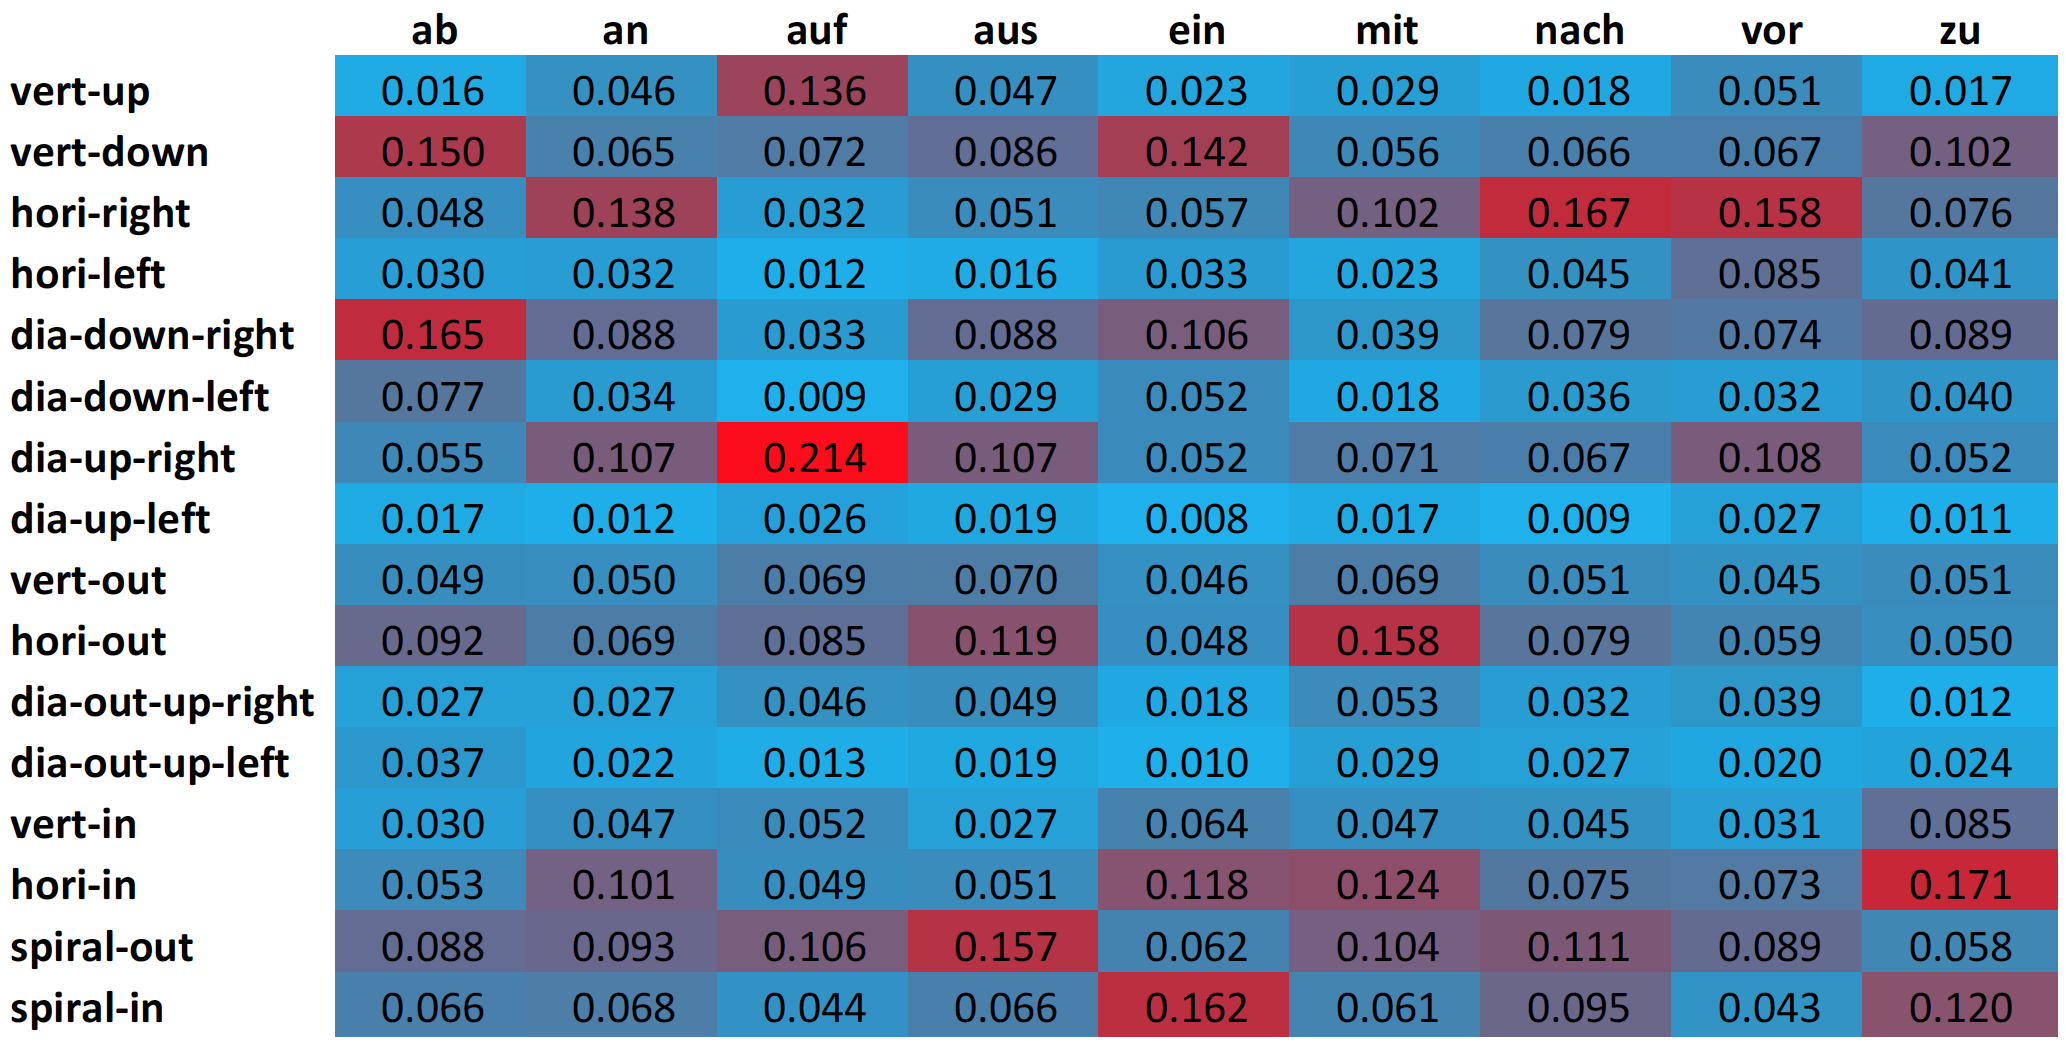 ab an auf aus ein mit nach vor zu
vert-up 0.016 0.046 0.136 0.047 0.023 0.029 0.018 0.051 0.017
vert-down 0.150 0.065 0.072 0.086 0.142 0.056 0.066 0.067 0.102
hori-right 0.048 0.138 0.032 0.051 0.057 0.102 0.167 0.158 0.076
hori-left 0.030 0.032 0.012 0.016 0.033 0.023 0.045 0.085 0.041
dia-down-right 0.165 0.088 0.033 0.088 0.106 0.039 0.079 0.074 0.089
dia-down-left 0.077 0.034 0.009 0.029 0.052 0.018 0.036 0.032 0.040
dia-up-right 0.055 0.107 0.214 0.107 0.052 0.071 0.067 0.108 0.052
dia-up-left 0.017 0.012 0.026 0.019 0.008 0.017 0.009 0.027 0.011
vert-out 0.049 0.050 0.069 0.070 0.046 0.069 0.051 0.045 0.051
hori-out 0.092 0.069 0.085 0.119 0.048 0.158 0.079 0.059 0.050
dia-out-up-right 0.027 0.027 0.046 0.049 0.018 0.053 0.032 0.039 0.012
dia-out-up-left 0.037 0.022 0.013 0.019 0.010 0.029 0.027 0.020 0.024
vert-in 0.030 0.047 0.052 0.027 0.064 0.047 0.045 0.031 0.085
hori-in 0.053 0.101 0.049 0.051 0.118 0.124 0.075 0.073 0.171
spiral-out 0.088 0.093 0.106 0.157 0.062 0.104 0.111 0.089 0.058
spiral-in 0.066 0.068 0.044 0.066 0.162 0.061 0.095 0.043 0.120